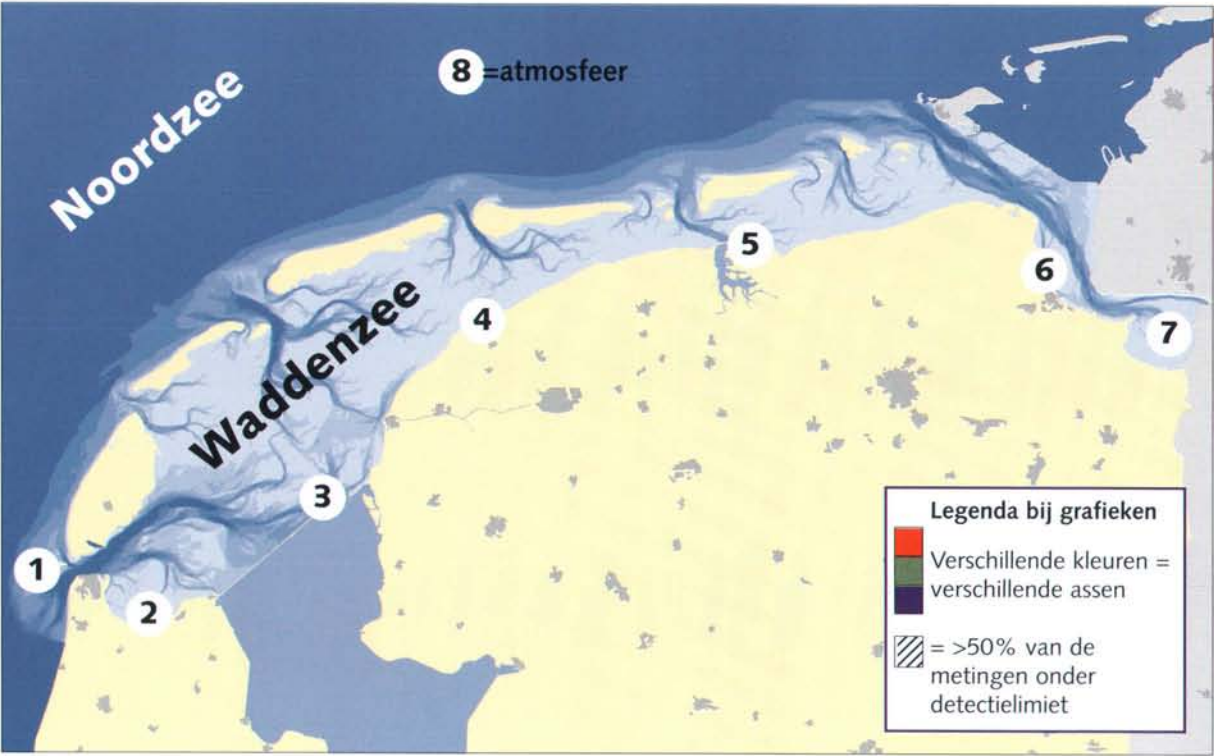 8 =atmosfeer
Noordzee
5
6
4
7
Waddenzee
3
1
2
Legenda bij grafieken
Verschillende kleuren =
verschillende assen
= >50% van de
metingen onder
detectielimiet